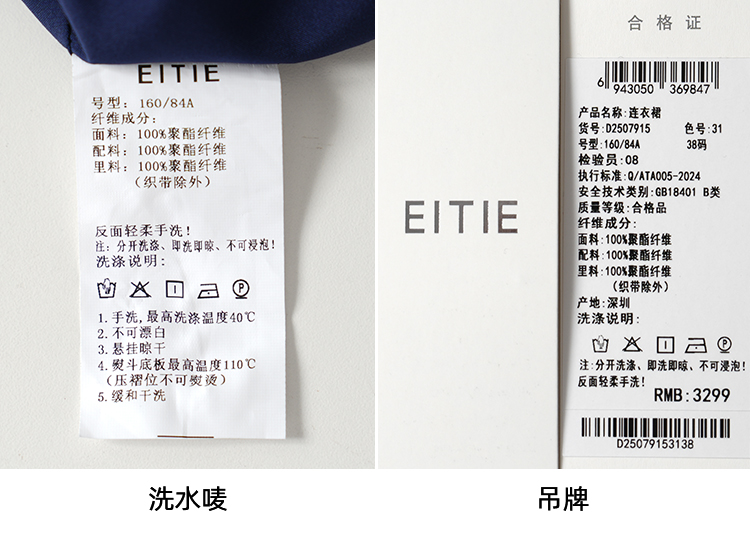 EITIE
号型: 160/84A
纤维成分:
面料: 100%聚酯纤维
配料: 100%聚酯纤维
里料: 100%聚酯纤维
(织带除外)
反面轻柔手洗!
注: 分开洗涤、即洗即晾、不可浸泡!
洗涤说明:
1.手洗,最高洗涤温度40℃
2.不可漂白
3.悬挂晾干
4.熨斗底板最高温度110℃
(压褶位不可熨烫)
5.缓和干洗
洗水唛
EITIE
合格证
6 943050 369847
产品名称:连衣裙
货号:D2507915 色号:31
号型:160/84A 38码
检验员:08
执行标准:Q/ATA005-2024
安全技术类别:GB18401 B类
质量等级:合格品
纤维成分:
面料:100%聚酯纤维
配料:100%聚酯纤维
里料:100%聚酯纤维
(织带除外)
产地:深圳
洗涤说明:
注:分开洗涤、即洗即晾、不可浸泡!
反面轻柔手洗!
RMB:3299
D25079153138
吊牌